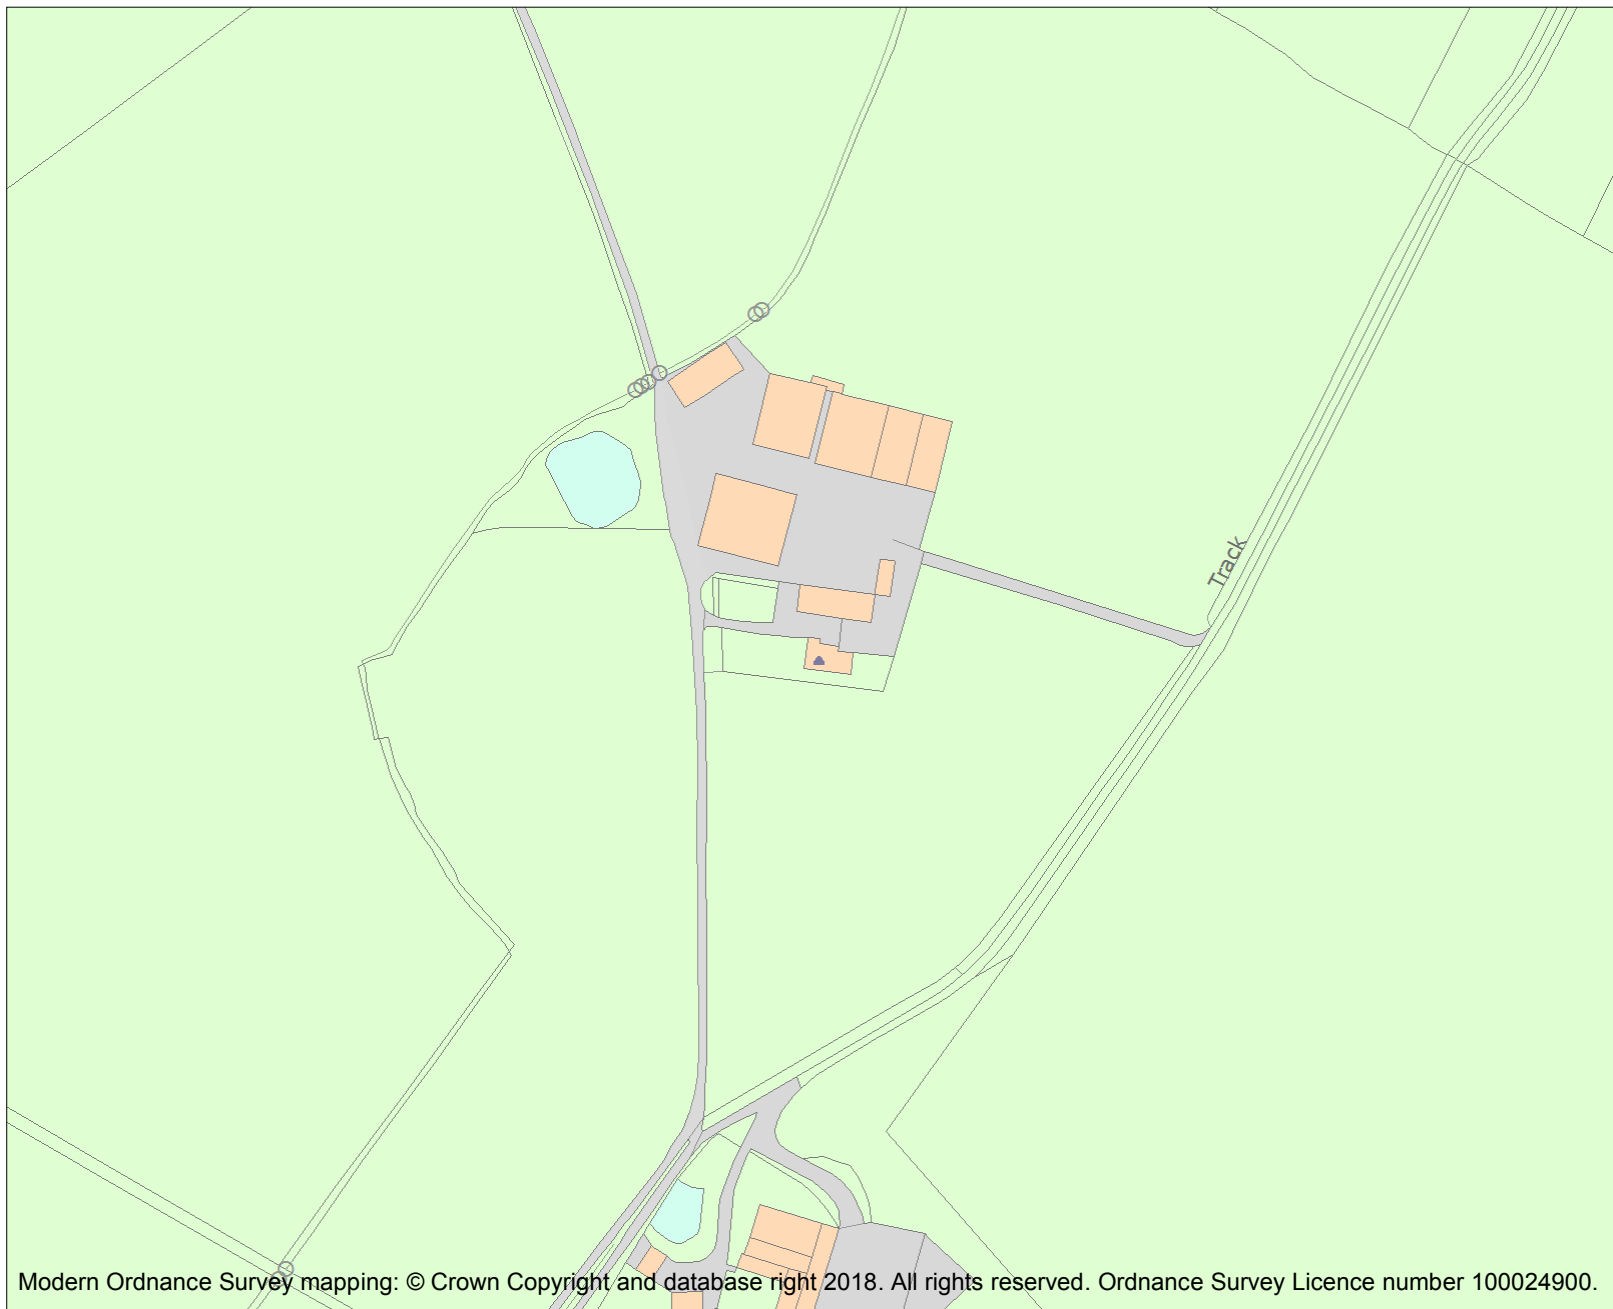 Track
Modern Ordnance Survey mapping: © Crown Copyright and database right 2018. All rights reserved. Ordnance Survey Licence number 100024900.